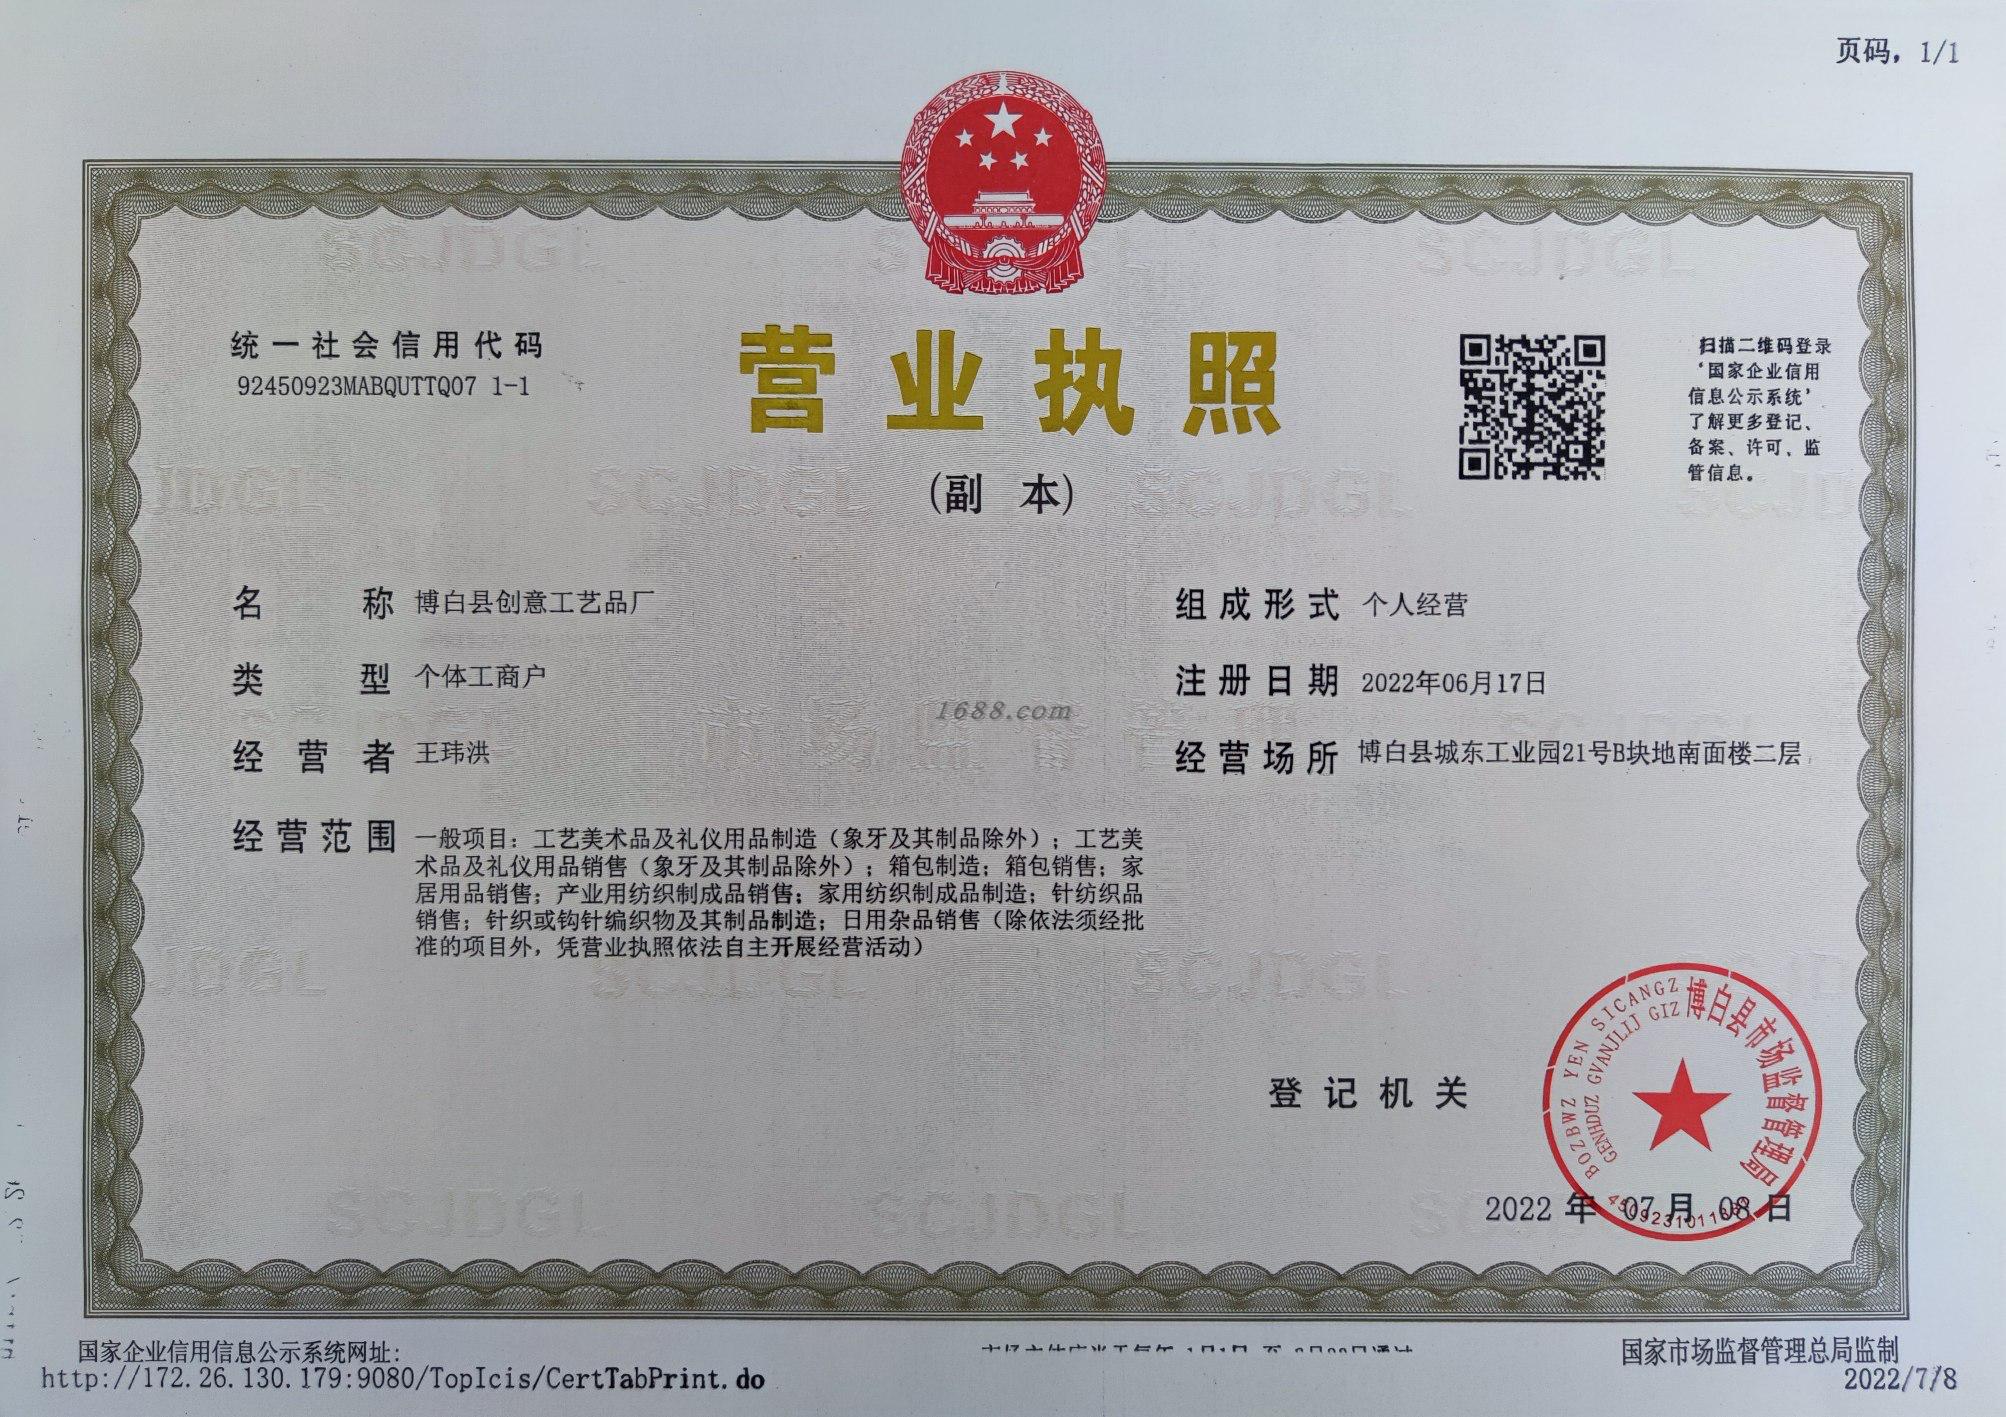 页码，1/1
统一社会信用代码
92450923MABQUTTQ07 1-1
营业执照
(副 本)
扫描二维码登录
‘国家企业信用
信息公示系统’
了解更多登记、
备案、许可、监
管信息。
名 称 博白县创意工艺品厂
组成形式 个人经营
类 型 个体工商户
注册日期 2022年06月17日
1688.com
经营者 王玮洪
经营场所 博白县城东工业园21号B块地南面楼二层
经营范围 一般项目：工艺美术品及礼仪用品制造（象牙及其制品除外）；工艺美
术品及礼仪用品销售（象牙及其制品除外）；箱包制造；箱包销售；家
居用品销售；产业用纺织制成品销售；家用纺织制成品制造；针纺织品
销售；针织或钩针编织物及其制品制造；日用杂品销售（除依法须经批
准的项目外，凭营业执照依法自主开展经营活动）
BOZBWZ YEN SICANGZ
GENHDUZ GVANJLIJ GIZ
博白县市场监督管理局
登记机关
2022 年 07 月 08 日
国家企业信用信息公示系统网址:
http://172.26.130.179:9080/TopIcis/CertTabPrint.do
国家市场监督管理总局监制
2022/7/8
SCJDGL